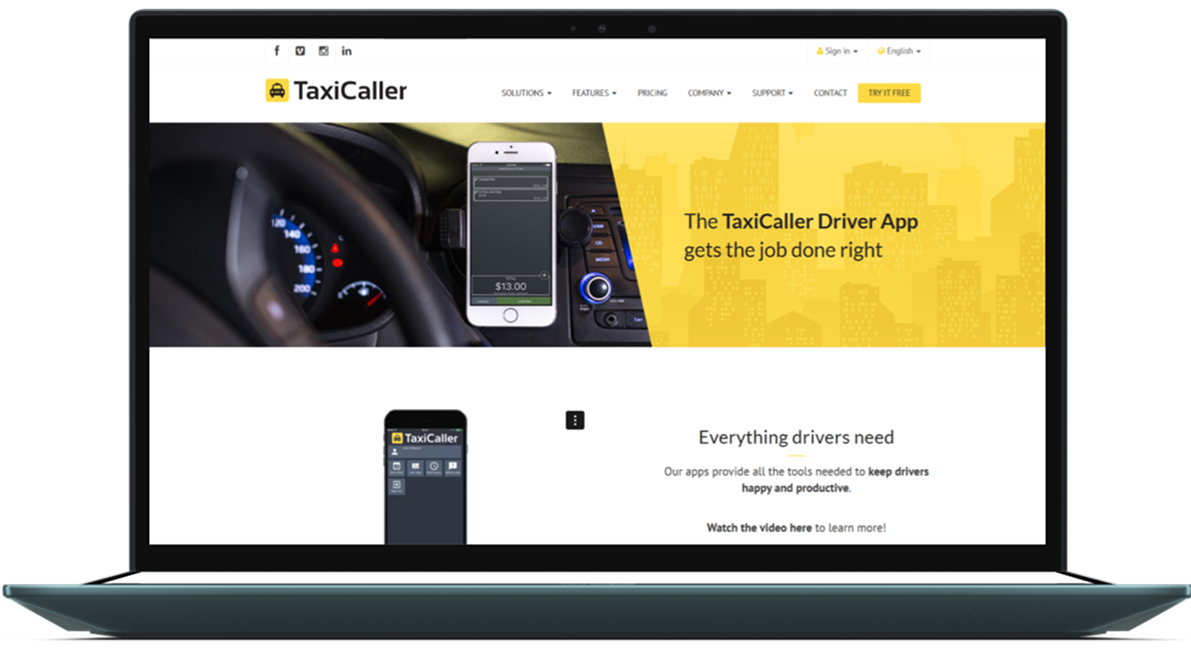 Sign in
English
TaxiCaller
SOLUTIONS
FEATURES
PRICING
COMPANY
SUPPORT
CONTACT
TRY IT FREE
120
140
160
180
200
TOTAL
$13.00
The TaxiCaller Driver App
gets the job done right
TaxiCaller
Everything drivers need
Our apps provide all the tools needed to keep drivers
happy and productive.
Watch the video here to learn more!